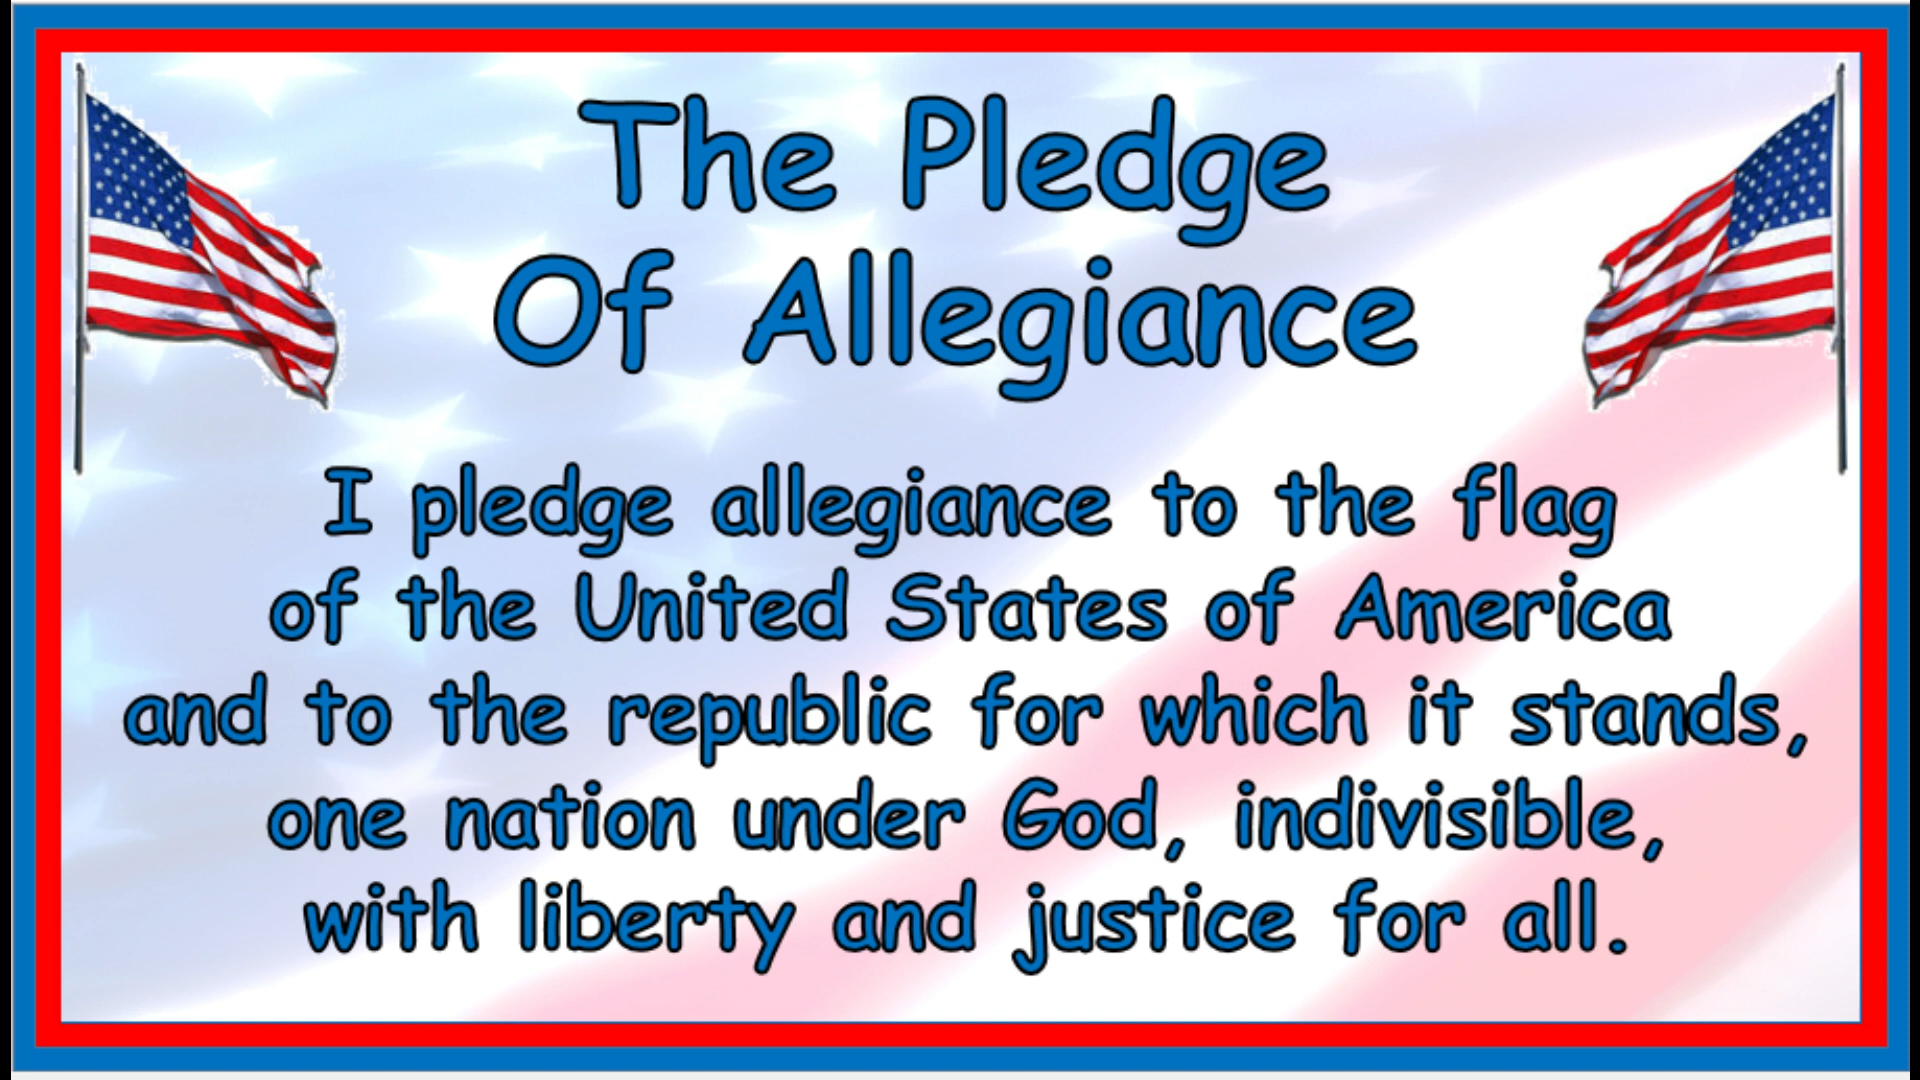 The Pledge
Of Allegiance
I pledge allegiance to the flag
of the United States of America
and to the republic for which it stands,
one nation under God, indivisible,
with liberty and justice for all.